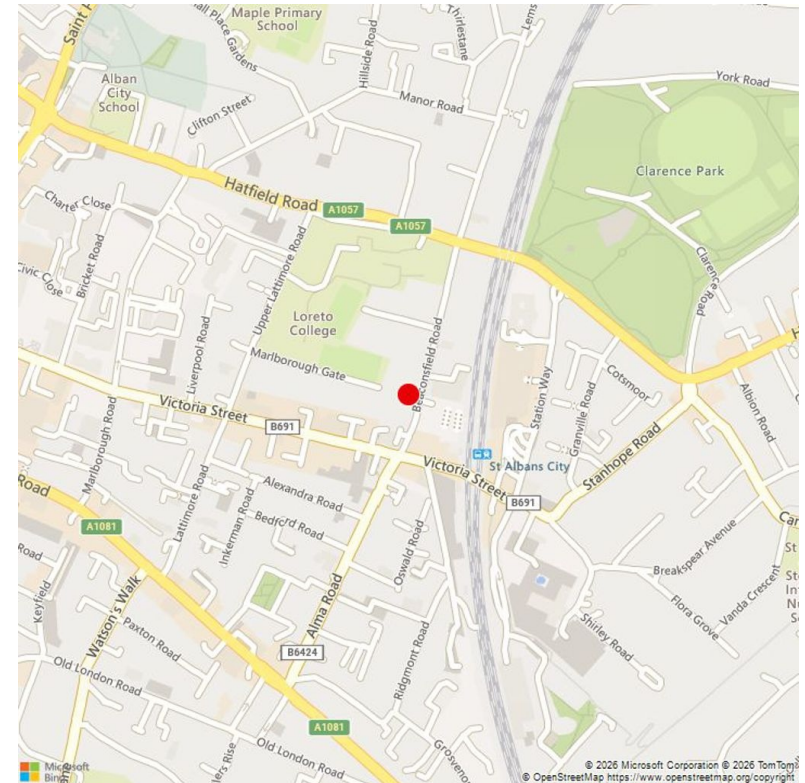 Maple Primary
School
Thirlestane
Hall Place Gardens
Hillside Road
York Road
Alban
City
School
Clifton Street
Manor Road
Clarence Park
Hatfield Road
A1057
A1057
Charter Close
Upper Lattimore Road
Clarence
Road
Bricket Road
Civic Close
Loreto
College
Liverpool Road
Beaconsfield Road
Marlborough Gate
Cotsmoor
Station Way
Granville Road
Albion Road
Victoria Street
B691
Marlborough Road
St Albans City
Victoria Street
Stanhope Road
Road
Lattimore Road
Alexandra Road
B691
A1081
Inkerman Road
Bedford Road
Oswald Road
Road
Breakspear Avenue
Keyfield
Watson's Walk
Alma Road
Flora Grove
Vanda Crescent
Paxton Road
B6424
Ridgmont Road
Shirley Road
Old London Road
A1081
Old London Road
Microsoft
Bing
© 2026 Microsoft Corporation © 2026 TomTom
© OpenStreetMap https://www.openstreetmap.org/copyright